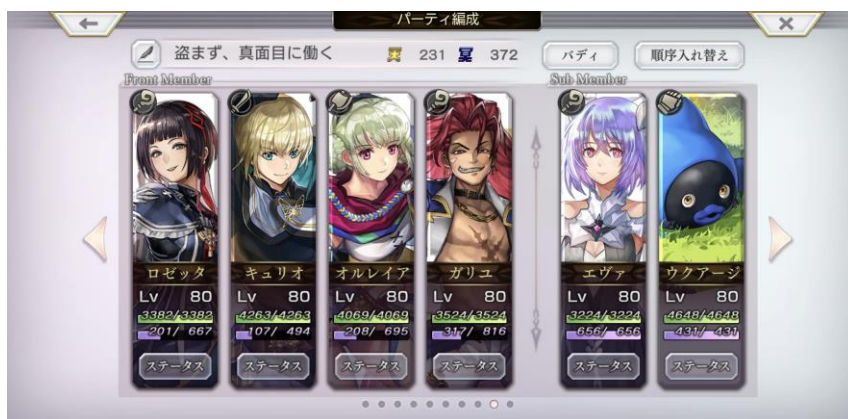 パーティ編成
盗まず、真面目に働く 231 冥 372 バディ 順序入れ替え
Front Member Sub Member
ロゼッタ キュリオ オルレイア ガリユ エヴァ ウクアージ
Lv 80 Lv 80 Lv 80 Lv 80 Lv 80 Lv 80
3382/3382 4263/4263 4069/4069 3524/3524 3224/3224 4648/4648
201/ 667 107/ 494 208/ 695 317/ 816 656/ 656 431/ 431
ステータス ステータス ステータス ステータス ステータス ステータス